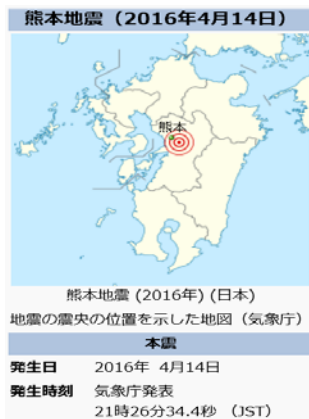 熊本地震（2016年4月14日）
熊本
熊本地震 (2016年) (日本)
地震の震央の位置を示した地図（気象庁）
本震
発生日 2016年 4月14日
発生時刻 気象庁発表
21時26分34.4秒 （JST）